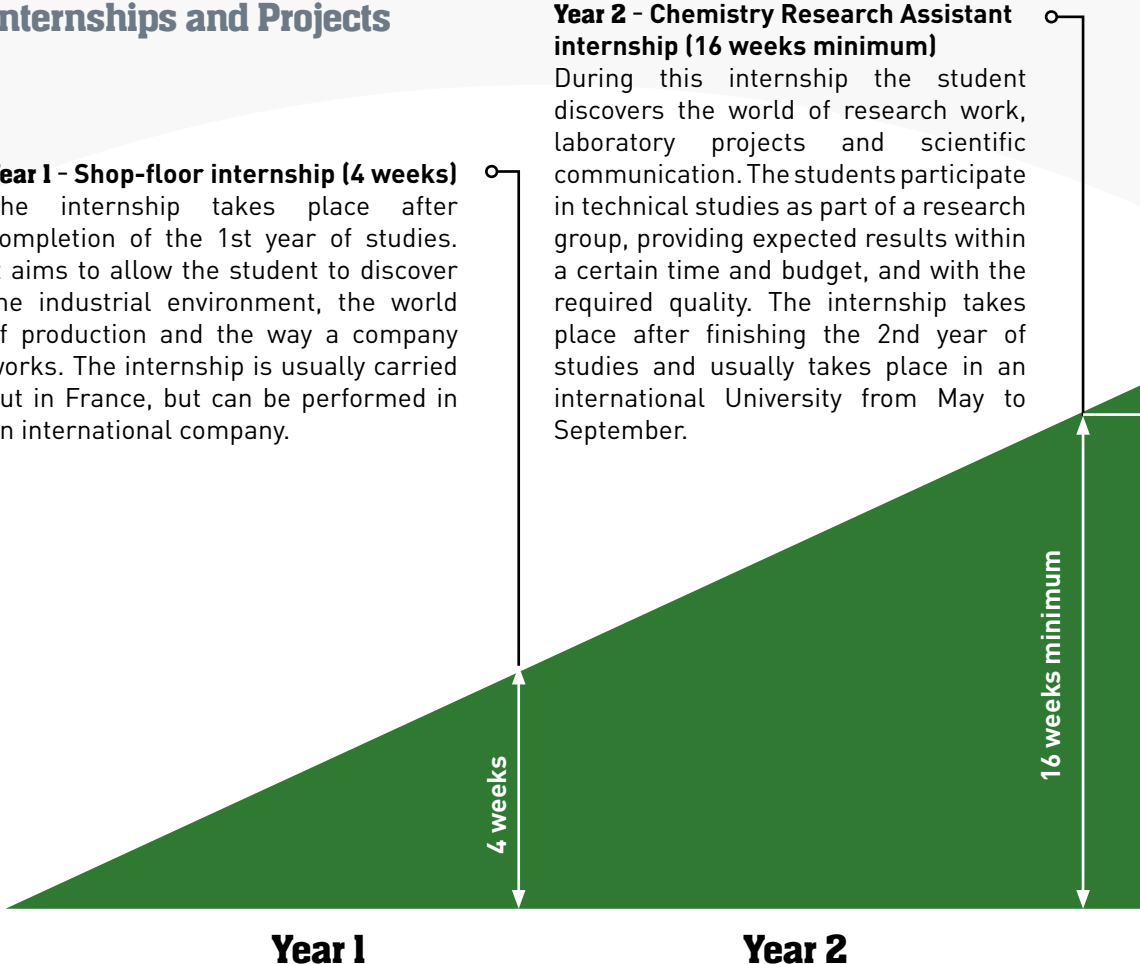 nternships and Projects
ear 1 - Shop-floor internship (4 weeks)
he internship takes place after
ompletion of the 1st year of studies.
t aims to allow the student to discover
he industrial environment, the world
f production and the way a company
orks. The internship is usually carried
ut in France, but can be performed in
n international company.
Year 2 - Chemistry Research Assistant
internship (16 weeks minimum)
During this internship the student
discovers the world of research work,
laboratory projects and scientific
communication. The students participate
in technical studies as part of a research
group, providing expected results within
a certain time and budget, and with the
required quality. The internship takes
place after finishing the 2nd year of
studies and usually takes place in an
international University from May to
September.
4 weeks
16 weeks minimum
Year 1
Year 2